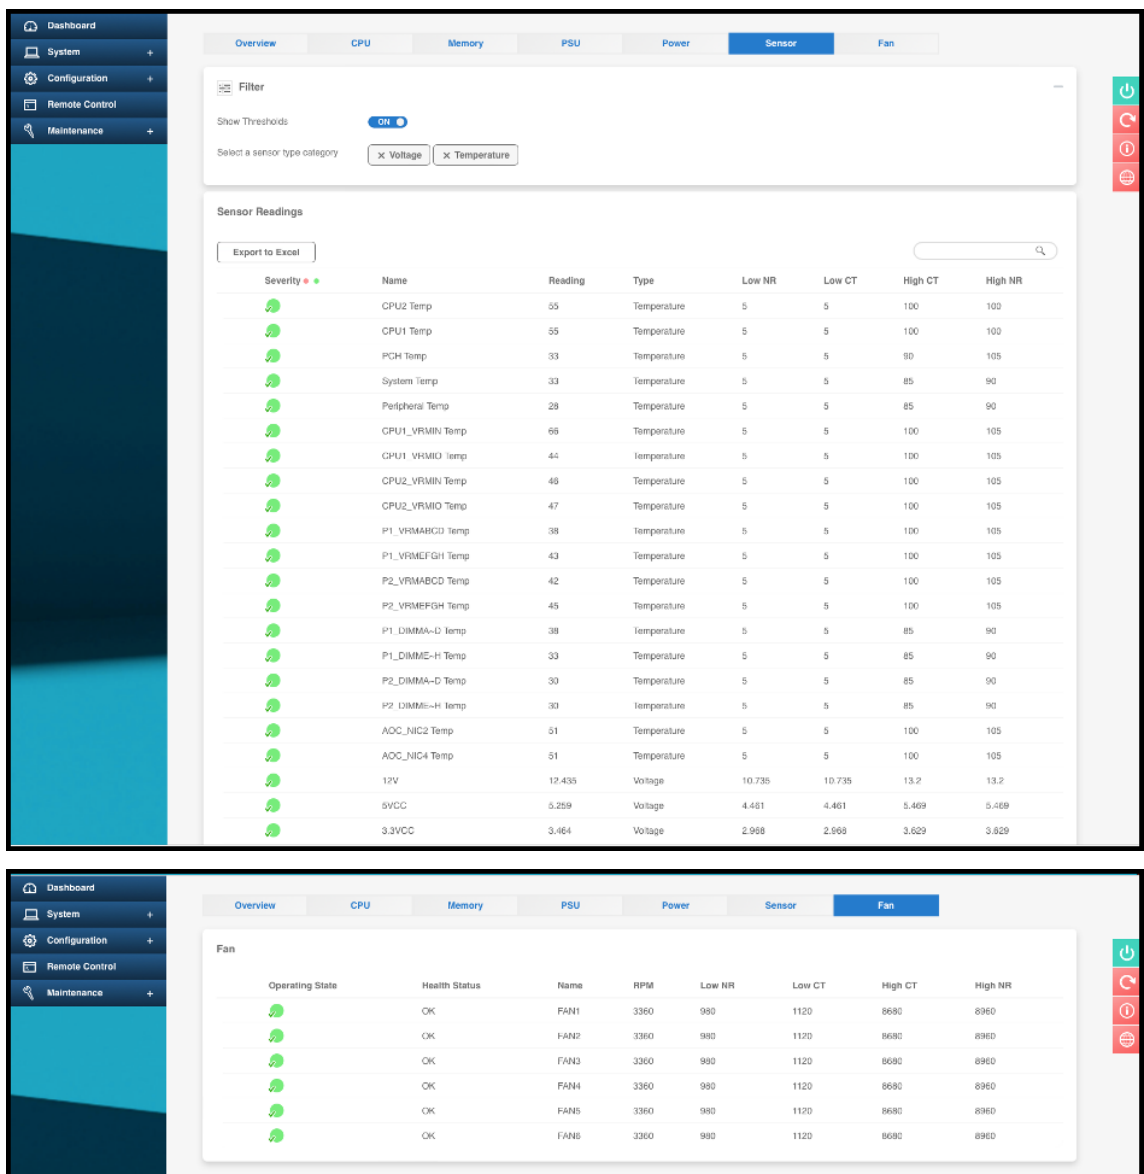 Dashboard
System +
Configuration +
Remote Control
Maintenance +
Overview CPU Memory PSU Power Sensor Fan
Filter
Show Thresholds ON
Select a sensor type category × Voltage × Temperature
Sensor Readings
Export to Excel
Severity Name Reading Type Low NR Low CT High CT High NR
CPU2 Temp 55 Temperature 5 5 100 100
CPU1 Temp 55 Temperature 5 5 100 100
PCH Temp 33 Temperature 5 5 90 105
System Temp 33 Temperature 5 5 85 90
Peripheral Temp 28 Temperature 5 5 85 90
CPU1_VRMIN Temp 66 Temperature 5 5 100 105
CPU1_VRMIO Temp 44 Temperature 5 5 100 105
CPU2_VRMIN Temp 46 Temperature 5 5 100 105
CPU2_VRMIO Temp 47 Temperature 5 5 100 105
P1_VRMABCD Temp 38 Temperature 5 5 100 105
P1_VRMEFGH Temp 43 Temperature 5 5 100 105
P2_VRMABCD Temp 42 Temperature 5 5 100 105
P2_VRMEFGH Temp 45 Temperature 5 5 100 105
P1_DIMMA~D Temp 38 Temperature 5 5 85 90
P1_DIMME~H Temp 33 Temperature 5 5 85 90
P2_DIMMA~D Temp 30 Temperature 5 5 85 90
P2_DIMME~H Temp 30 Temperature 5 5 85 90
AOC_NIC2 Temp 51 Temperature 5 5 100 105
AOC_NIC4 Temp 51 Temperature 5 5 100 105
12V 12.435 Voltage 10.735 10.735 13.2 13.2
5VCC 5.259 Voltage 4.461 4.461 5.469 5.469
3.3VCC 3.464 Voltage 2.968 2.968 3.629 3.629
Dashboard
System +
Configuration +
Remote Control
Maintenance +
Overview CPU Memory PSU Power Sensor Fan
Fan
Operating State Health Status Name RPM Low NR Low CT High CT High NR
OK FAN1 3360 980 1120 8680 8960
OK FAN2 3360 980 1120 8680 8960
OK FAN3 3360 980 1120 8680 8960
OK FAN4 3360 980 1120 8680 8960
OK FAN5 3360 980 1120 8680 8960
OK FAN6 3360 980 1120 8680 8960